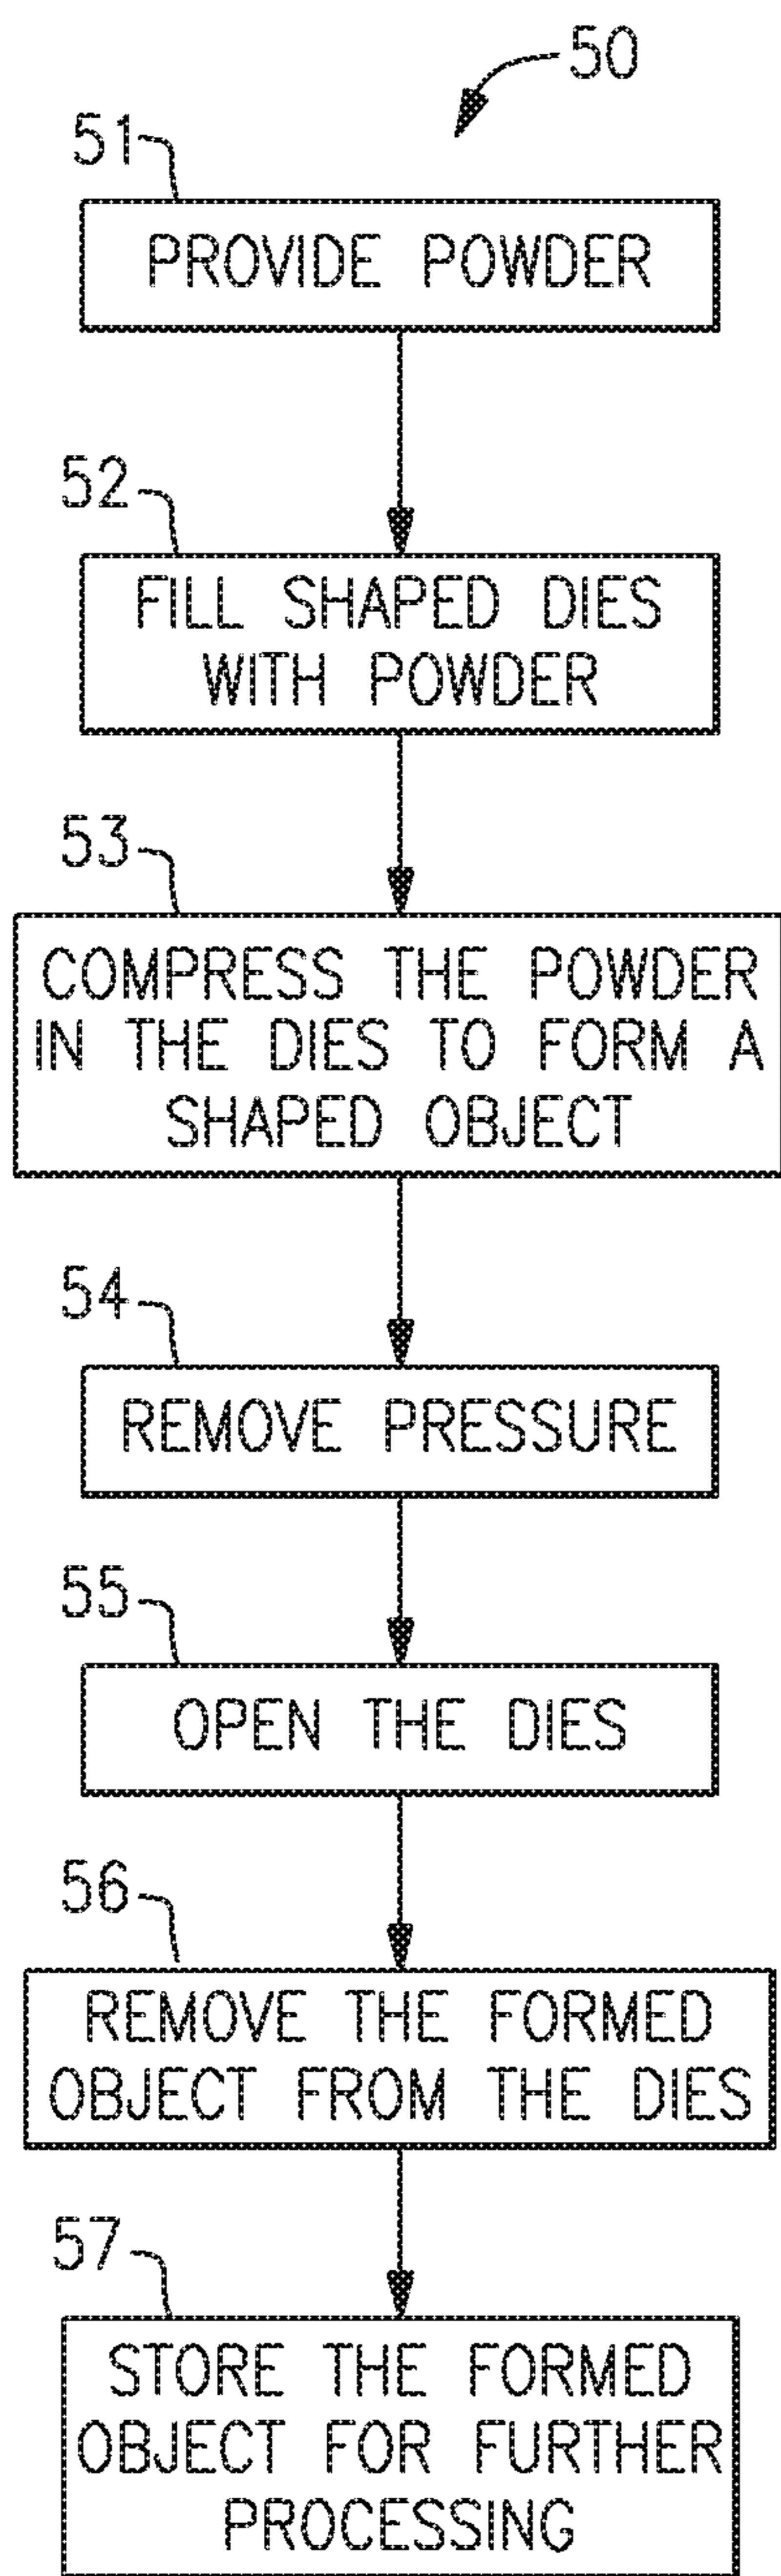 50
51
PROVIDE POWDER
52
FILL SHAPED DIES
WITH POWDER
53
COMPRESS THE POWDER
IN THE DIES TO FORM A
SHAPED OBJECT
54
REMOVE PRESSURE
55
OPEN THE DIES
56
REMOVE THE FORMED
OBJECT FROM THE DIES
57
STORE THE FORMED
OBJECT FOR FURTHER
PROCESSING